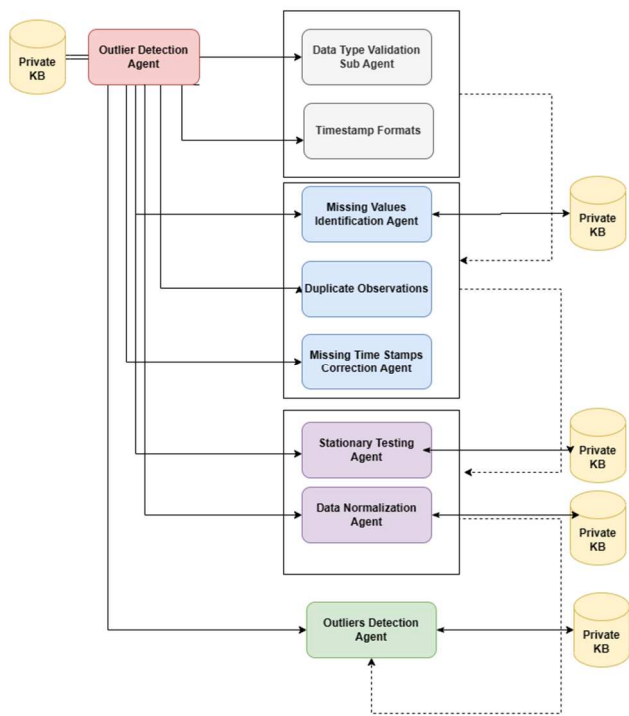 Private
KB
Outlier Detection
Agent
Data Type Validation
Sub Agent
Timestamp Formats
Missing Values
Identification Agent
Private
KB
Duplicate Observations
Missing Time Stamps
Correction Agent
Stationary Testing
Agent
Private
KB
Data Normalization
Agent
Private
KB
Outliers Detection
Agent
Private
KB